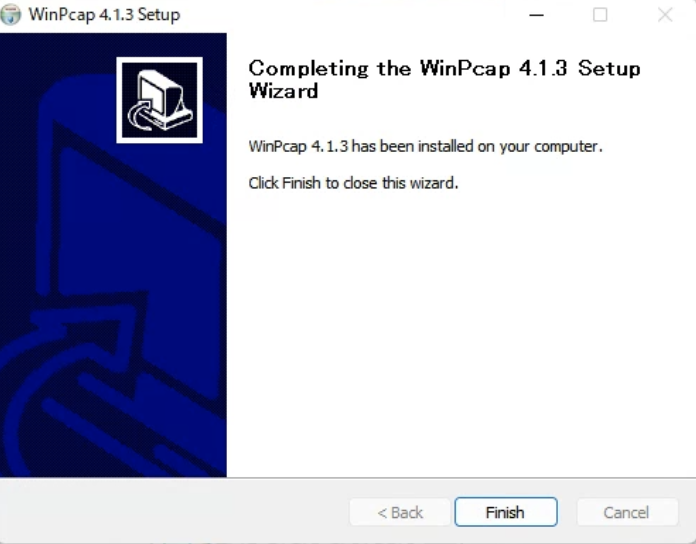 WinPcap 4.1.3 Setup
Completing the WinPcap 4.1.3 Setup
Wizard
WinPcap 4.1.3 has been installed on your computer.
Click Finish to close this wizard.
< Back
Finish
Cancel